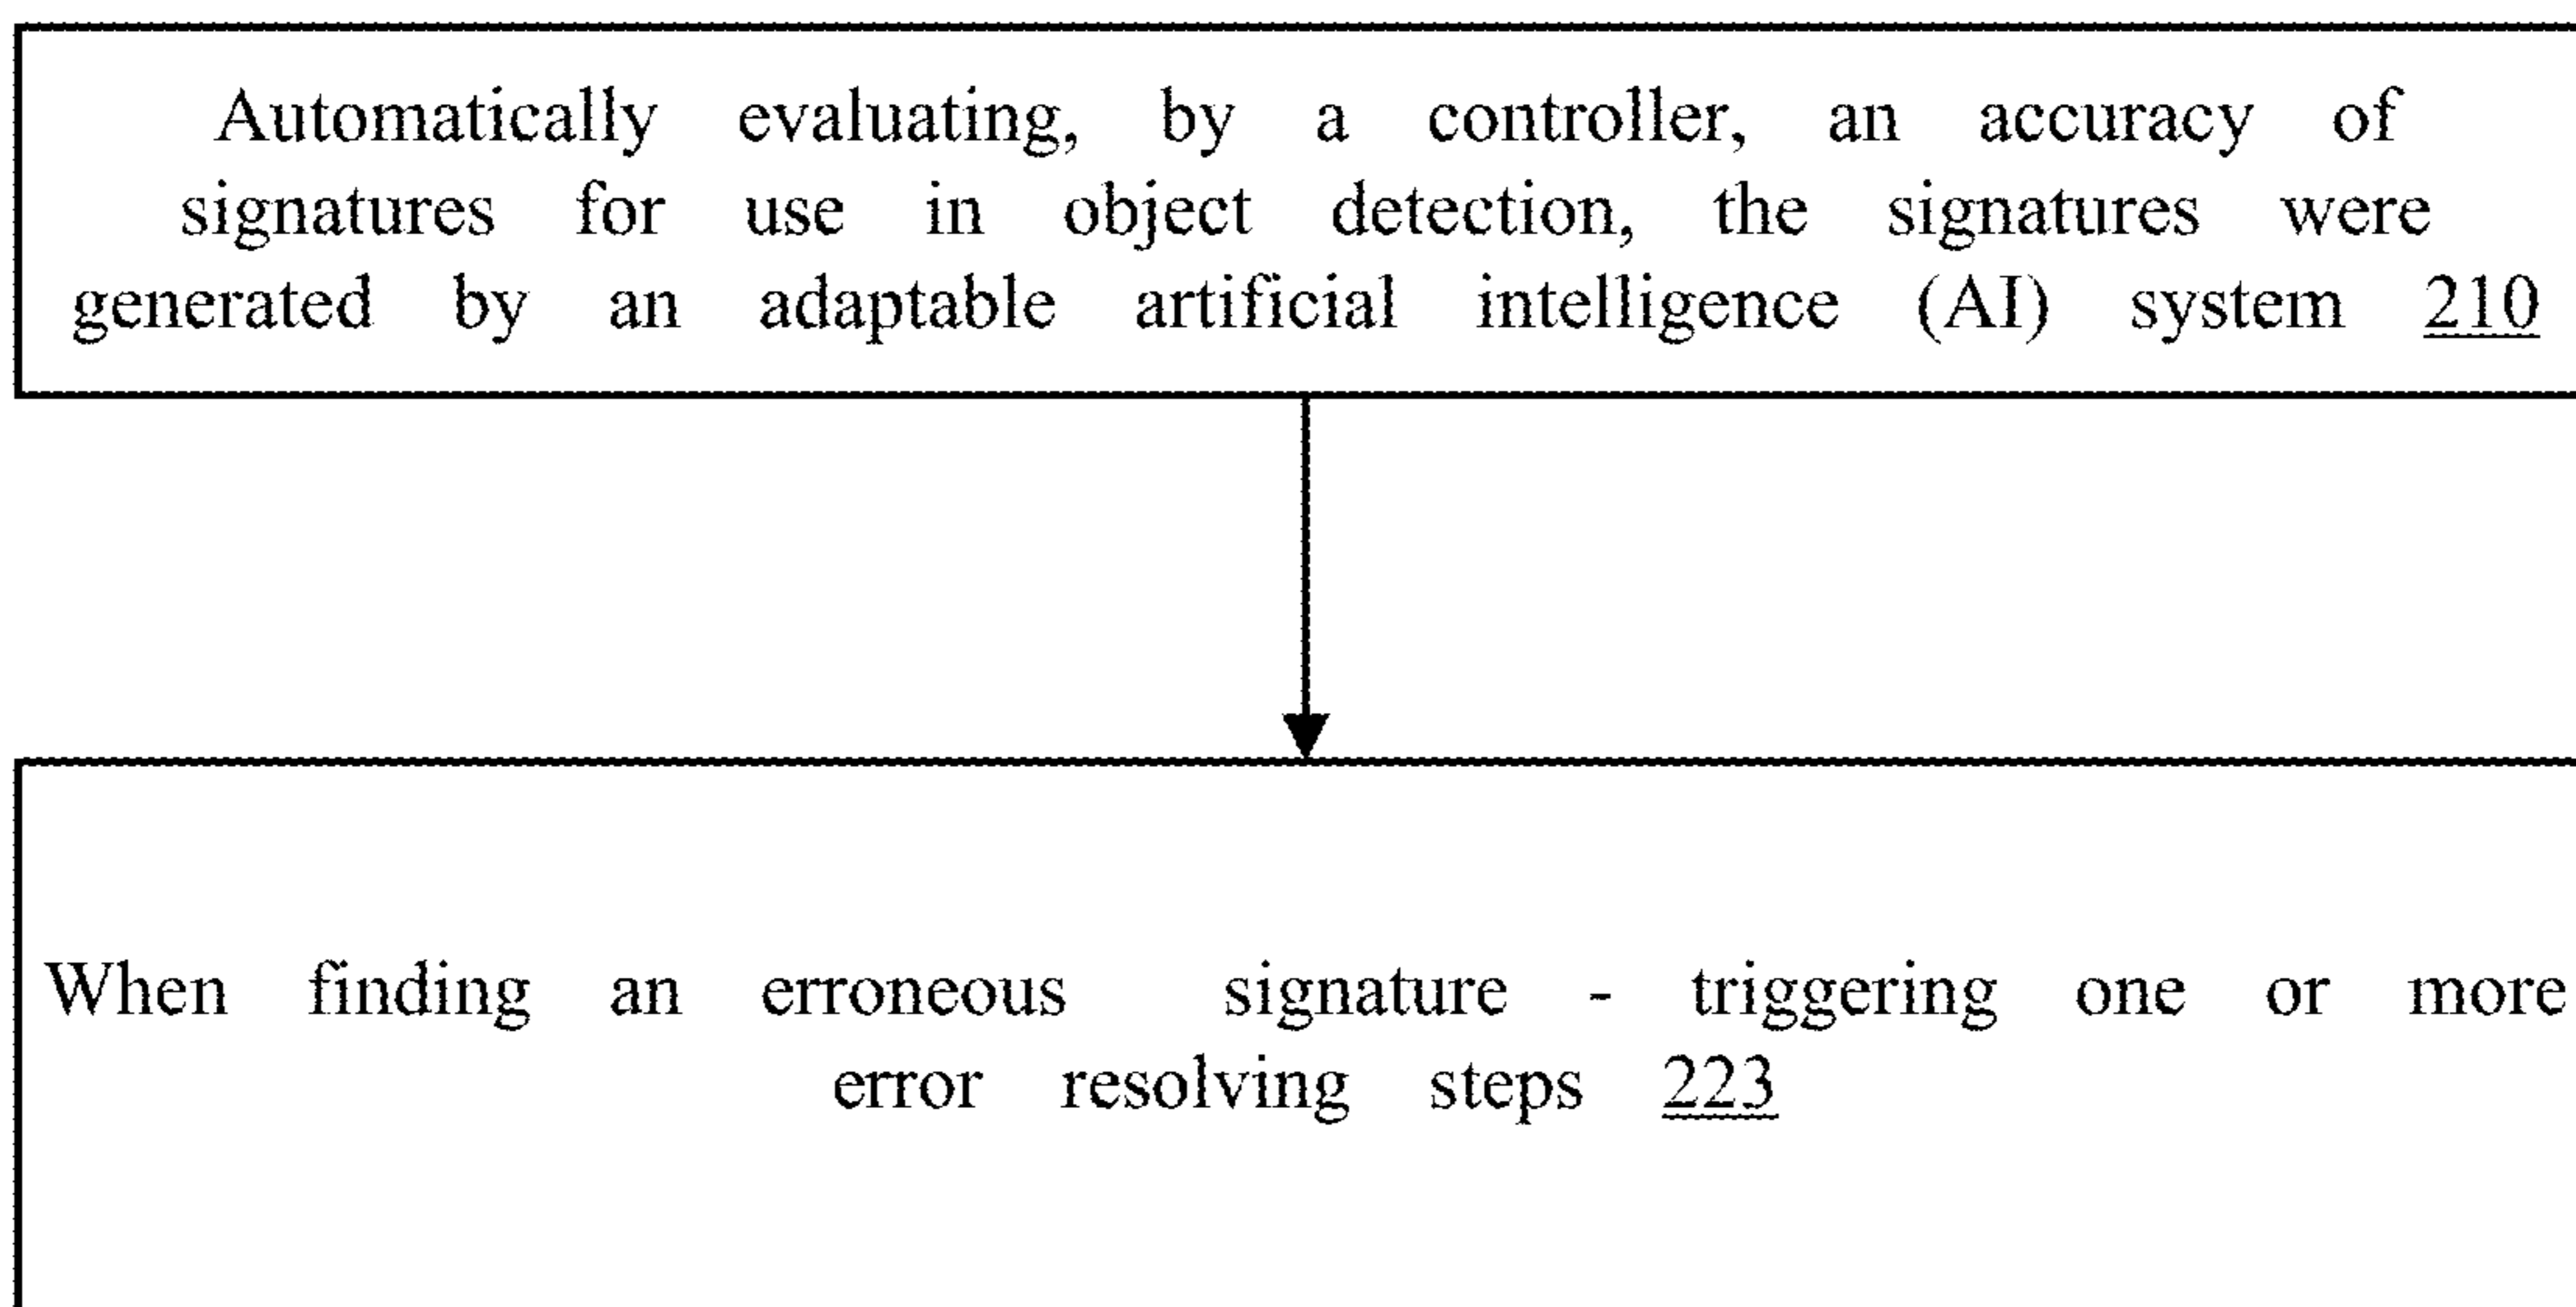 Automatically evaluating, by a controller, an accuracy of
signatures for use in object detection, the signatures were
generated by an adaptable artificial intelligence (AI) system 210
When finding an erroneous signature - triggering one or more
error resolving steps 223